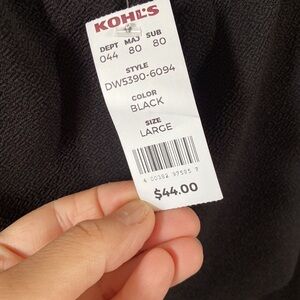 KOHL'S
DEPT MAJ SUB
044 80 80
STYLE
DW5390-6094
COLOR
BLACK
SIZE
LARGE
$44.00